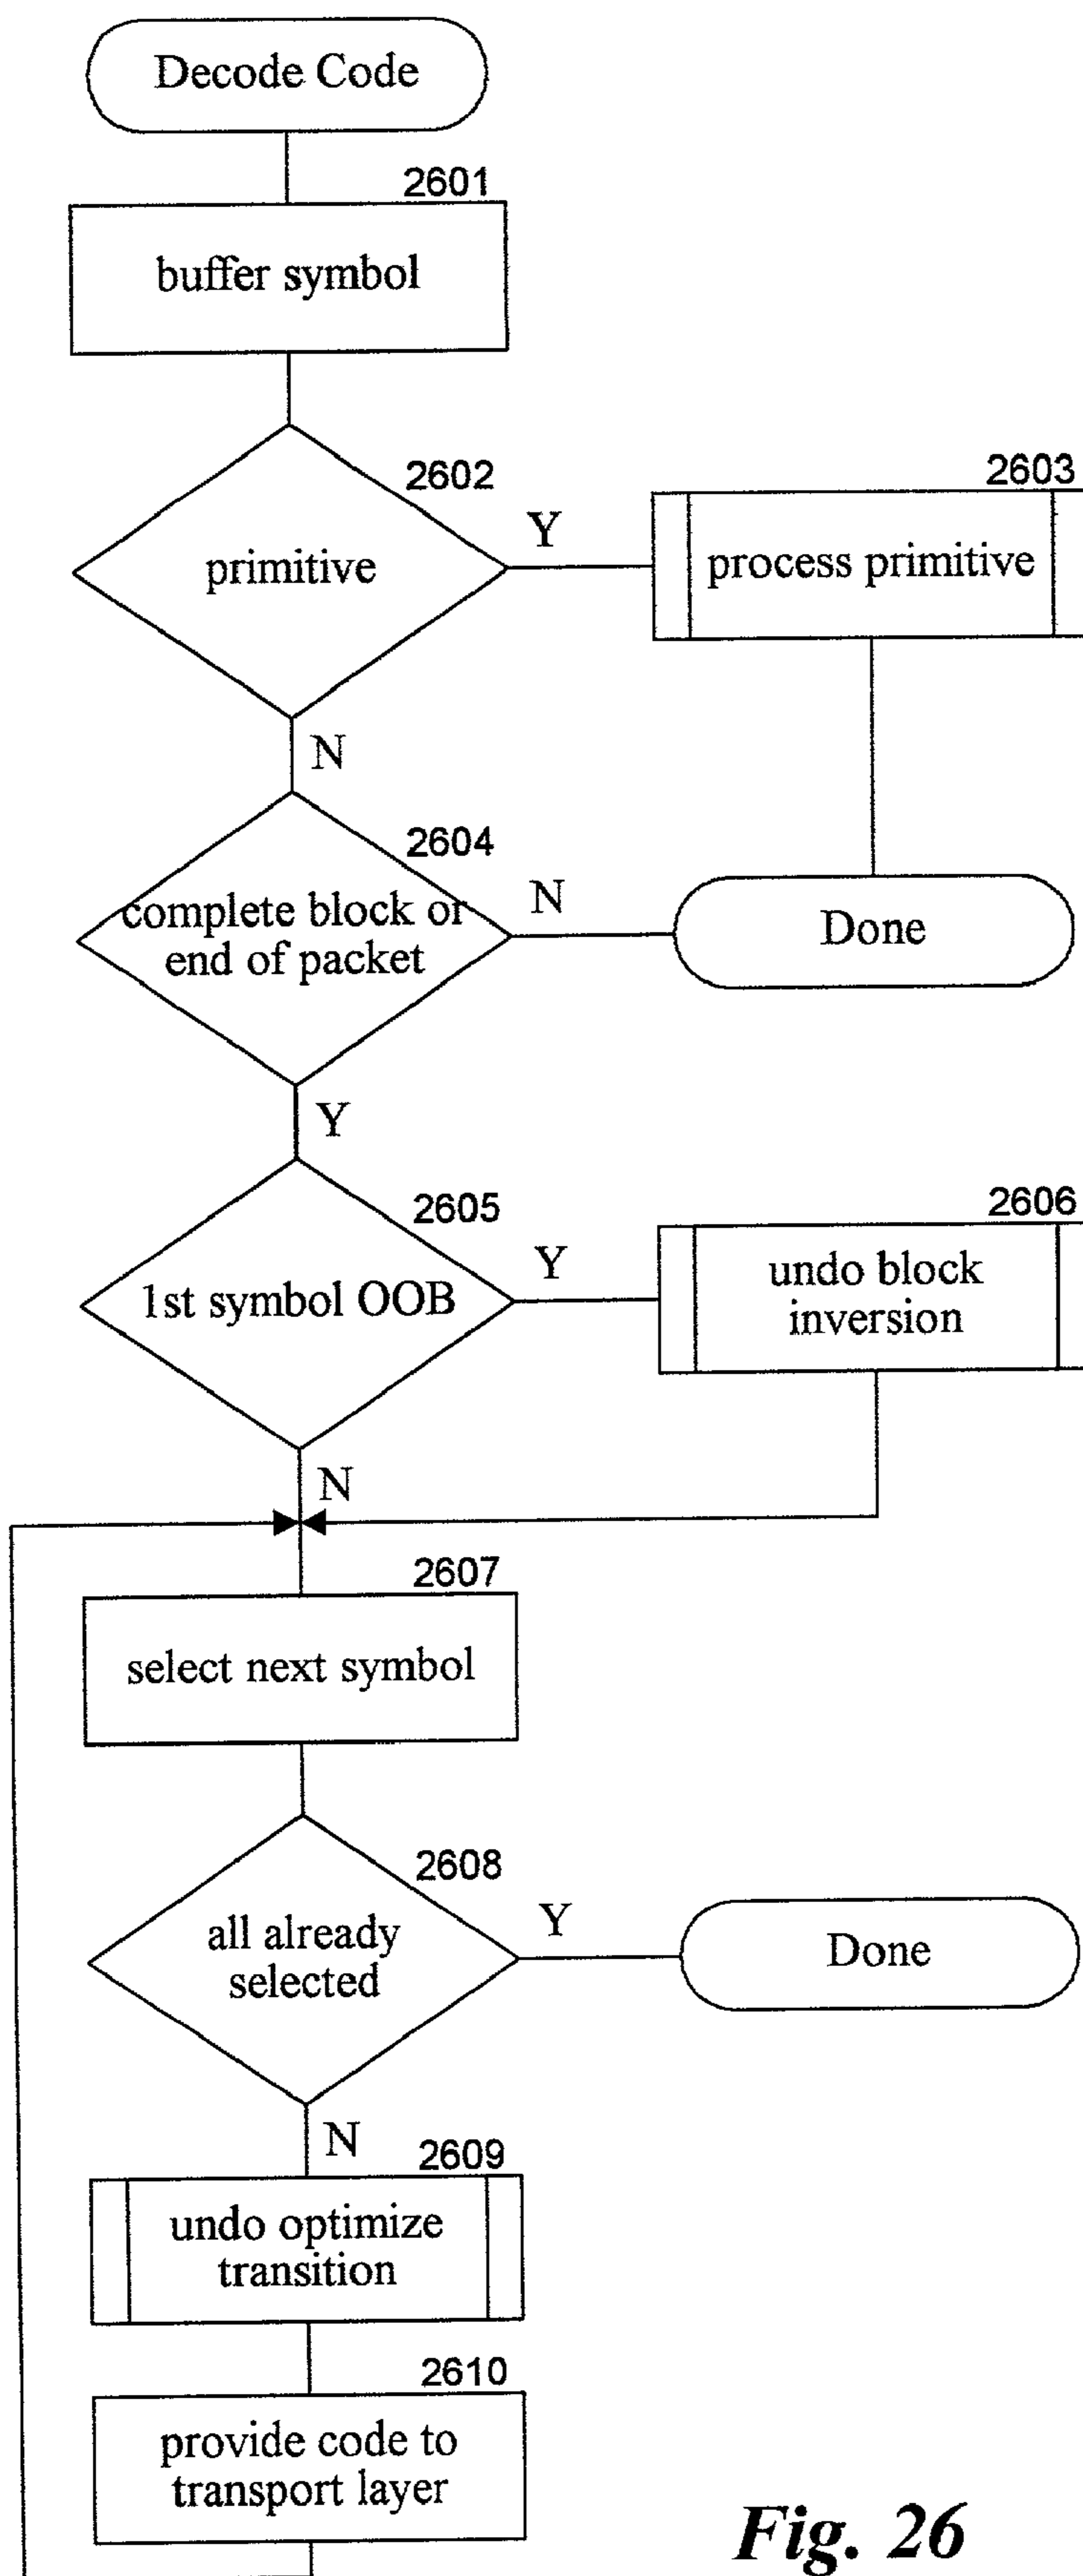 Decode Code
2601
buffer symbol
2602
primitive
Y
2603
process primitive
N
2604
complete block or
end of packet
N
Done
Y
2605
1st symbol OOB
Y
2606
undo block
inversion
N
2607
select next symbol
2608
all already
selected
Y
Done
N
2609
undo optimize
transition
2610
provide code to
transport layer
Fig. 26